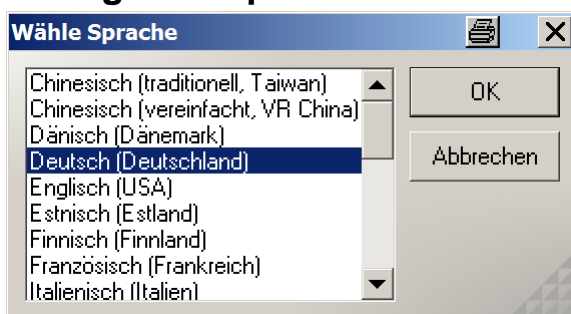 Wähle Sprache
Chinesisch (traditionell, Taiwan)
Chinesisch (vereinfacht, VR China)
Dänisch (Dänemark)
Deutsch (Deutschland)
Englisch (USA)
Estnisch (Estland)
Finnisch (Finnland)
Französisch (Frankreich)
Italienisch (Italien)
OK
Abbrechen